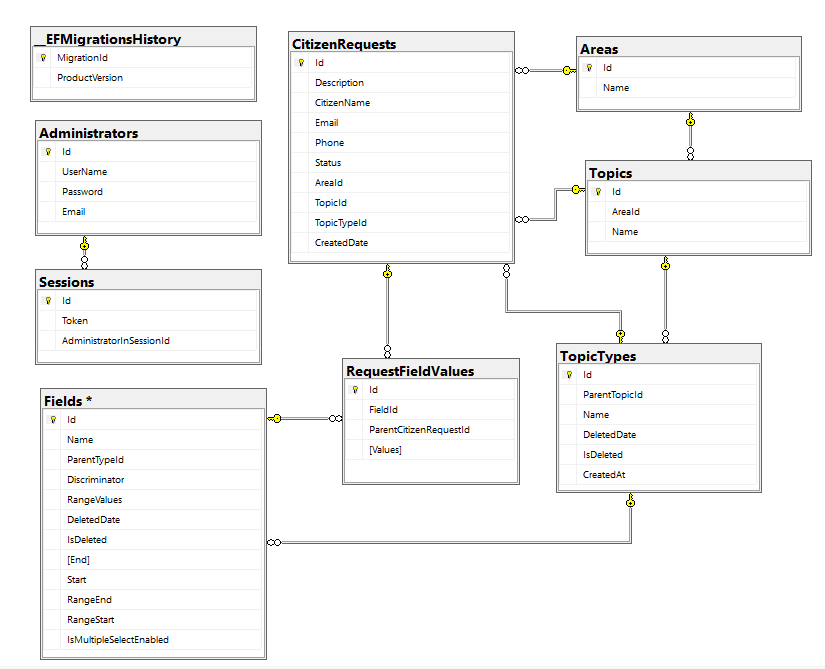 __EFMigrationsHistory
MigrationId
ProductVersion
Administrators
Id
UserName
Password
Email
Sessions
Id
Token
AdministratorInSessionId
Fields *
Id
Name
ParentTypeId
Discriminator
RangeValues
DeletedDate
IsDeleted
[End]
Start
RangeEnd
RangeStart
IsMultipleSelectEnabled
CitizenRequests
Id
Description
CitizenName
Email
Phone
Status
AreaId
TopicId
TopicTypeId
CreatedDate
RequestFieldValues
Id
FieldId
ParentCitizenRequestId
[Values]
Areas
Id
Name
Topics
Id
AreaId
Name
TopicTypes
Id
ParentTopicId
Name
DeletedDate
IsDeleted
CreatedAt